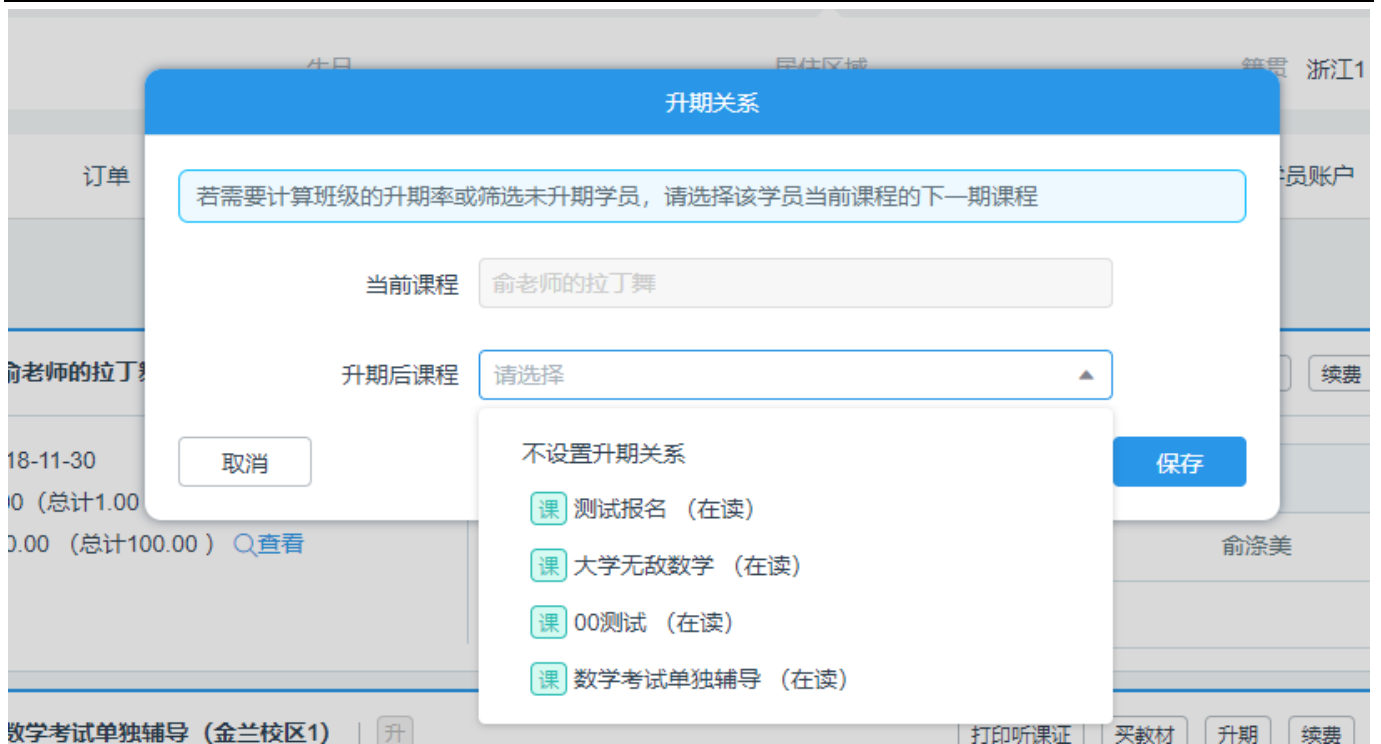 生日 居住区域 籍贯 浙江1
升期关系
订单 学员账户
若需要计算班级的升期率或筛选未升期学员，请选择该学员当前课程的下一期课程
当前课程 俞老师的拉丁舞
俞老师的拉丁舞 升期后课程 请选择 续费
18-11-30 取消 不设置升期关系 保存
00（总计1.00 课 测试报名 （在读）
0.00 （总计100.00 ） 查看 俞涤美
课 大学无敌数学 （在读）
课 00测试 （在读）
课 数学考试单独辅导 （在读）
数学考试单独辅导（金兰校区1） 升 打印听课证 买教材 升期 续费